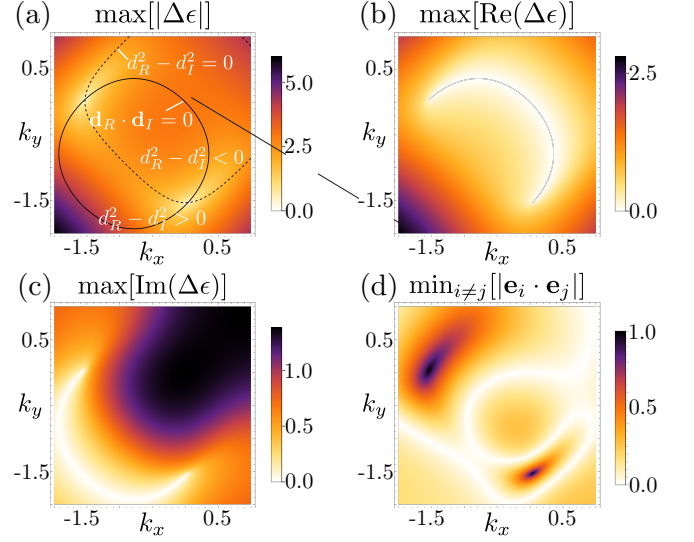 (a) max[|Δϵ|]
(b) max[Re(Δϵ)]
0.5
k_y
-1.5
-1.5 0.5
k_x
d_R^2 − d_I^2 = 0
𝐝_R · 𝐝_I = 0
d_R^2 − d_I^2 < 0
d_R^2 − d_I^2 > 0
5.0
2.5
0.0
0.5
k_y
-1.5
-1.5 0.5
k_x
2.5
0.0
(c) max[Im(Δϵ)]
(d) min_{i≠j}[|𝐞_i · 𝐞_j|]
0.5
k_y
-1.5
-1.5 0.5
k_x
1.0
0.5
0.0
0.5
k_y
-1.5
-1.5 0.5
k_x
1.0
0.5
0.0